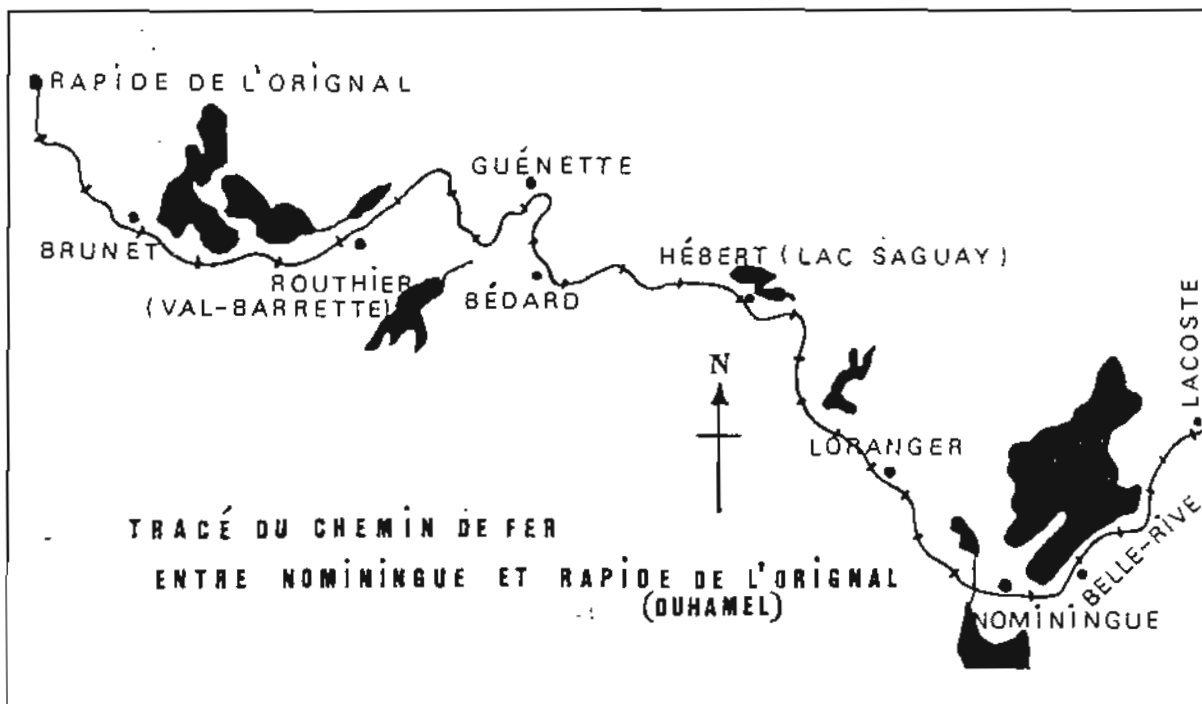 RAPIDE DE L'ORIGNAL
GUÉNETTE
BRUNET
ROUTHIER
(VAL-BARRETTE)
BÉDARD
HÉBERT (LAC SAGUAY)
LACOSTE
N
LORANGER
BELLE-RIVE
NOMININGUE
TRACÉ DU CHEMIN DE FER
ENTRE NOMININGUE ET RAPIDE DE L'ORIGNAL
(DUHAMEL)